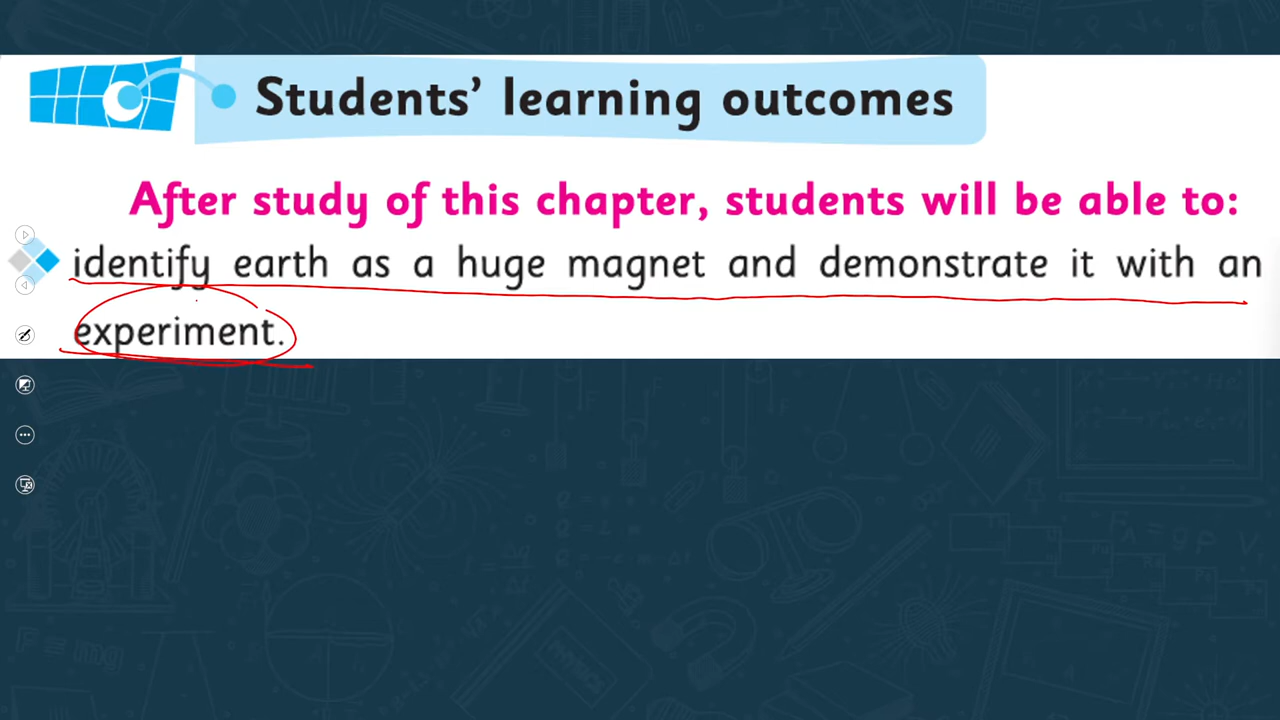 Students’ learning outcomes
After study of this chapter, students will be able to:
identify earth as a huge magnet and demonstrate it with an
experiment.